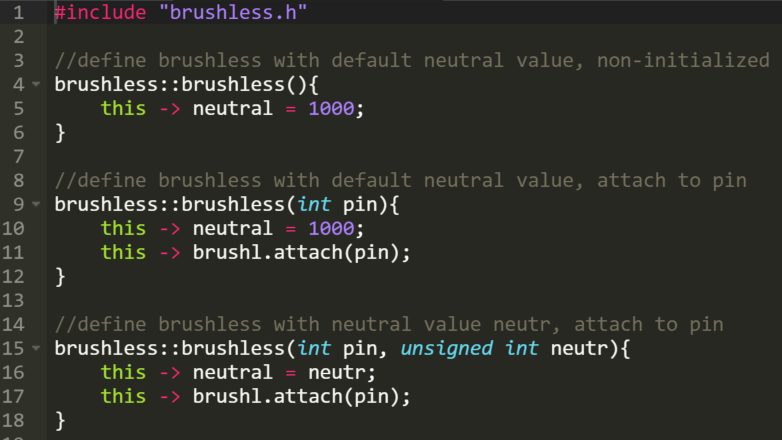 1 #include "brushless.h"
2
3 //define brushless with default neutral value, non-initialized
4 brushless::brushless(){
5     this -> neutral = 1000;
6 }
7
8 //define brushless with default neutral value, attach to pin
9 brushless::brushless(int pin){
10     this -> neutral = 1000;
11     this -> brushl.attach(pin);
12 }
13
14 //define brushless with neutral value neutr, attach to pin
15 brushless::brushless(int pin, unsigned int neutr){
16     this -> neutral = neutr;
17     this -> brushl.attach(pin);
18 }